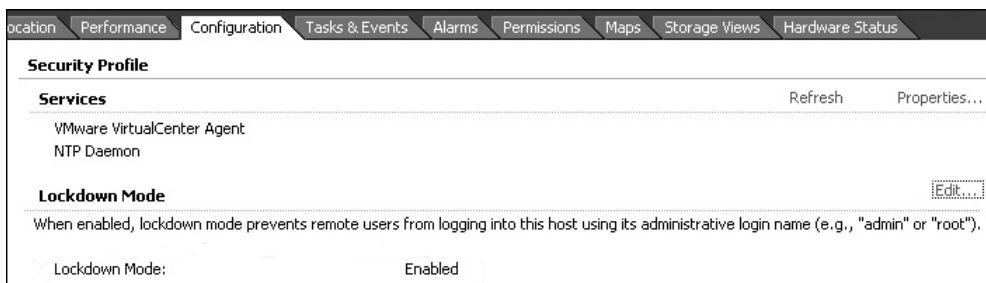 ocation Performance Configuration Tasks & Events Alarms Permissions Maps Storage Views Hardware Status
Security Profile
Services Refresh Properties...
VMware VirtualCenter Agent
NTP Daemon
Lockdown Mode Edit...
When enabled, lockdown mode prevents remote users from logging into this host using its administrative login name (e.g., "admin" or "root").
Lockdown Mode: Enabled